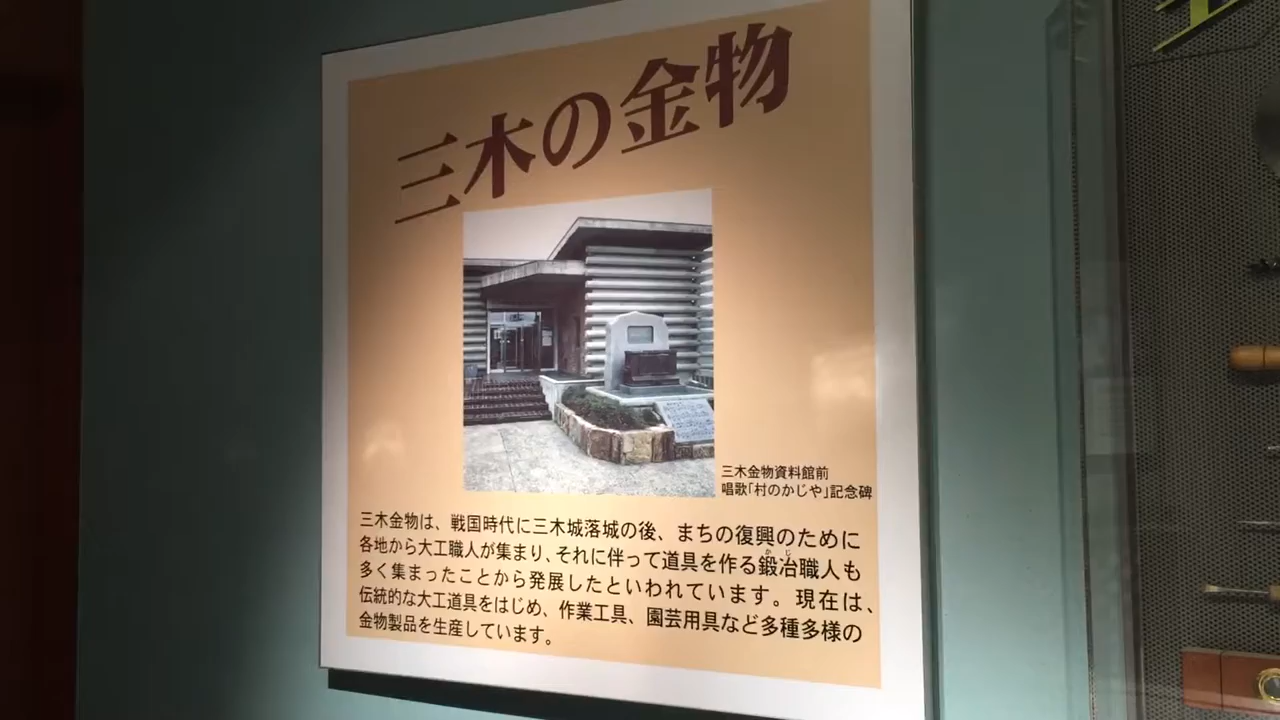 三木の金物
三木金物資料館前
唱歌「村のかじや」記念碑
三木金物は、戦国時代に三木城落城の後、まちの復興のために
各地から大工職人が集まり、それに伴って道具を作る鍛冶職人も
多く集まったことから発展したといわれています。現在は、
伝統的な大工道具をはじめ、作業工具、園芸用具など多種多様の
金物製品を生産しています。